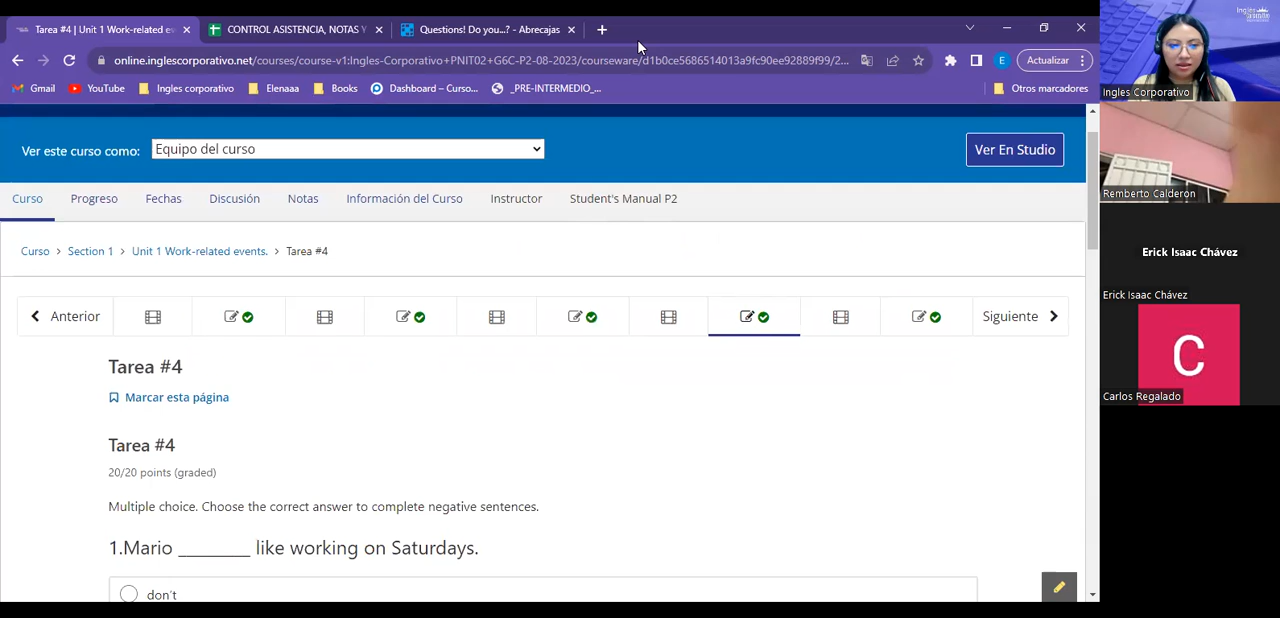 Task #4 | Unit 1 Work-related e
CONTROL ASISTENCIA, NOTAS Y
Questions! Do you...? - Abrecajas
online.inglescorporativo.net/courses/course-v1:Ingles-Corporativo+PNIT02+G6C-P2-08-2023/courseware/d1b0ce5686514013a9fc90ee92889f99/2...
E
Actualizar
Gmail
YouTube
Ingles corporativo
Elenaaa
Books
Dashboard – Curso...
_PRE-INTERMEDIO_...
Otros marcadores
Ver este curso como:
Equipo del curso
Ver En Studio
Curso
Progreso
Fechas
Discusión
Notas
Información del Curso
Instructor
Student's Manual P2
Curso > Section 1 > Unit 1 Work-related events. > Tarea #4
Anterior
Siguiente
Tarea #4
Marcar esta página
Tarea #4
20/20 points (graded)
Multiple choice. Choose the correct answer to complete negative sentences.
1.Mario _________ like working on Saturdays.
don't
Ingles Corporativo
Remberto Calderon
Erick Isaac Chávez
Erick Isaac Chávez
C
Carlos Regalado